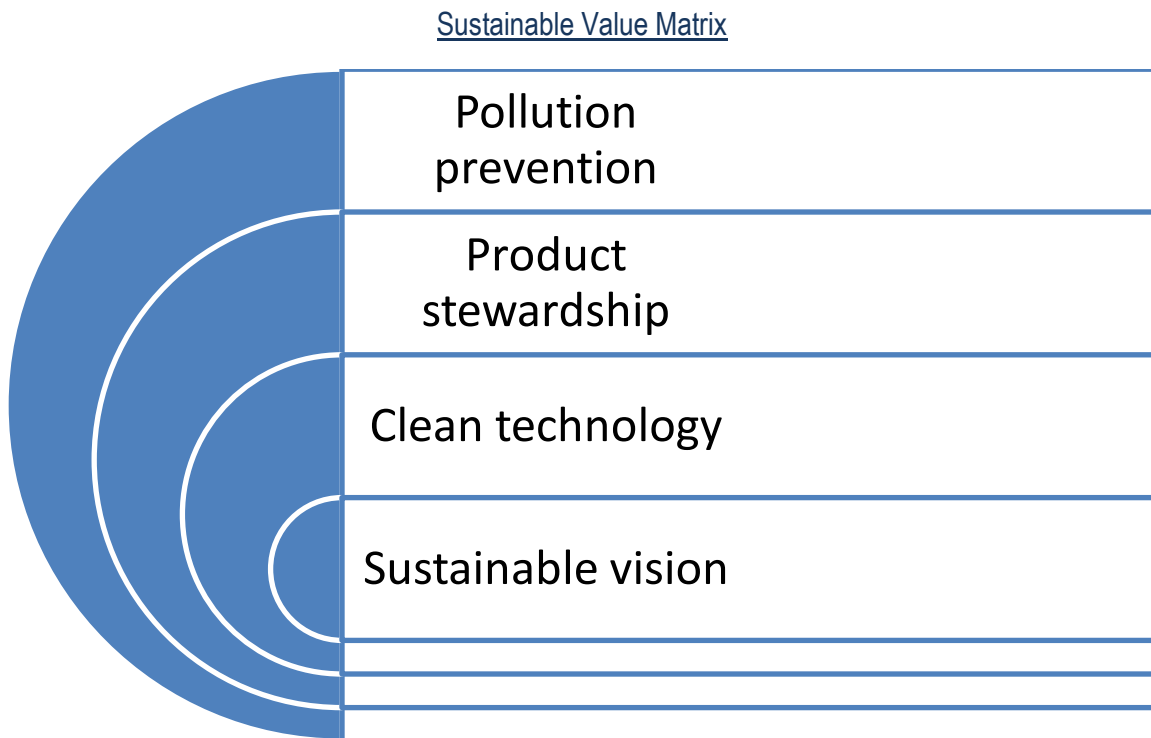 Sustainable Value Matrix
Pollution
prevention
Product
stewardship
Clean technology
Sustainable vision